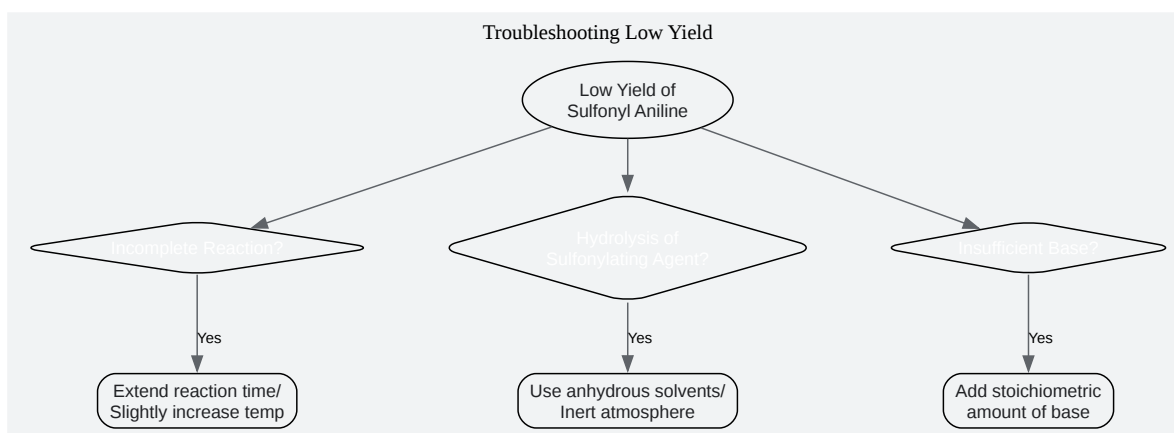 Troubleshooting Low Yield
Low Yield of
Sulfonyl Aniline
Incomplete Reaction?
Hydrolysis of
Sulfonylating Agent?
Insufficient Base?
Yes
Yes
Yes
Extend reaction time/
Slightly increase temp
Use anhydrous solvents/
Inert atmosphere
Add stoichiometric
amount of base